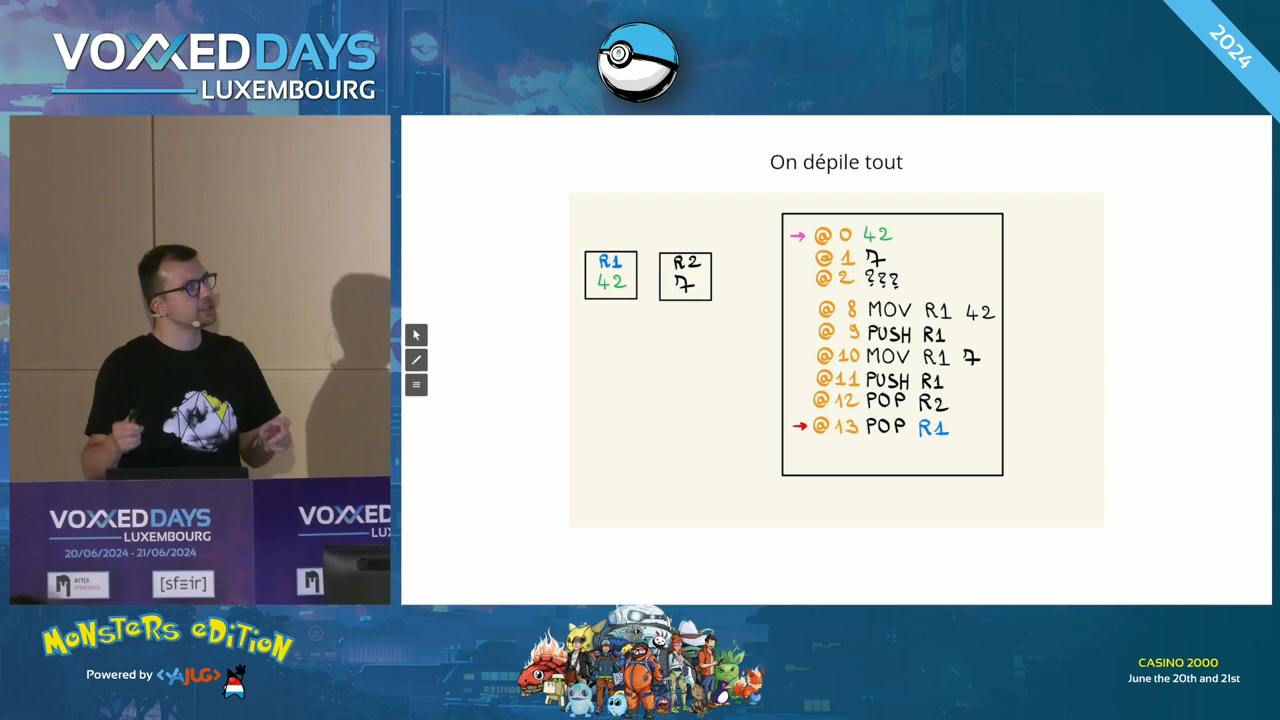 VOXXED DAYS
LUXEMBOURG
2024
On dépile tout
R1
42
R2
7
→ @ 0 42
@ 1 7
@ 2 ???
@ 8 MOV R1 42
@ 9 PUSH R1
@ 10 MOV R1 7
@ 11 PUSH R1
@ 12 POP R2
→ @ 13 POP R1
VOXXED DAYS
LUXEMBOURG
20/06/2024 - 21/06/2024
arηs
[sfeir]
VOXXED
LUX
MONSTERS EDITION
Powered by <YAJUG>
CASINO 2000
June the 20th and 21st